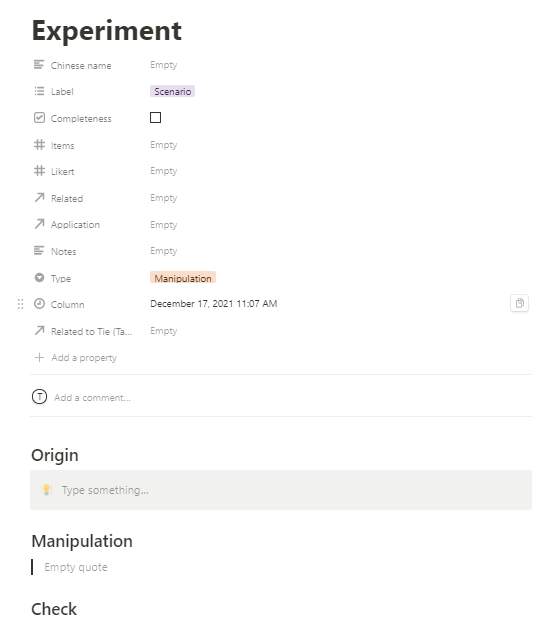 Experiment
Chinese name Empty
Label Scenario
Completeness
Items Empty
Likert Empty
Related Empty
Application Empty
Notes Empty
Type Manipulation
Column December 17, 2021 11:07 AM
Related to Tie (Ta... Empty
Add a property
T Add a comment...
Origin
Type something...
Manipulation
Empty quote
Check